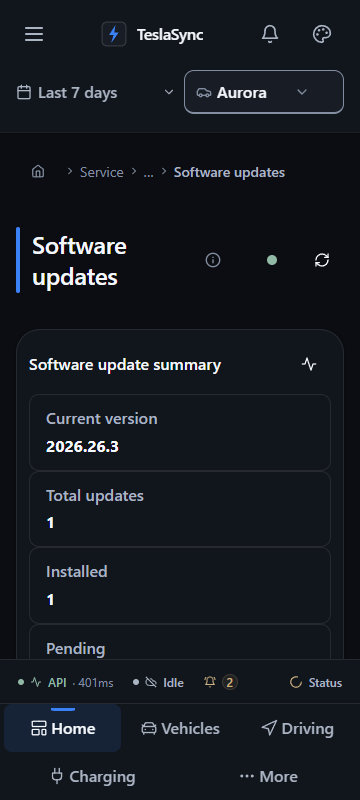 TeslaSync
Last 7 days
Aurora
Service
...
Software updates
Software
updates
Software update summary
Current version
2026.26.3
Total updates
1
Installed
1
Pending
API · 401ms
Idle
2
Status
Home
Vehicles
Driving
Charging
More